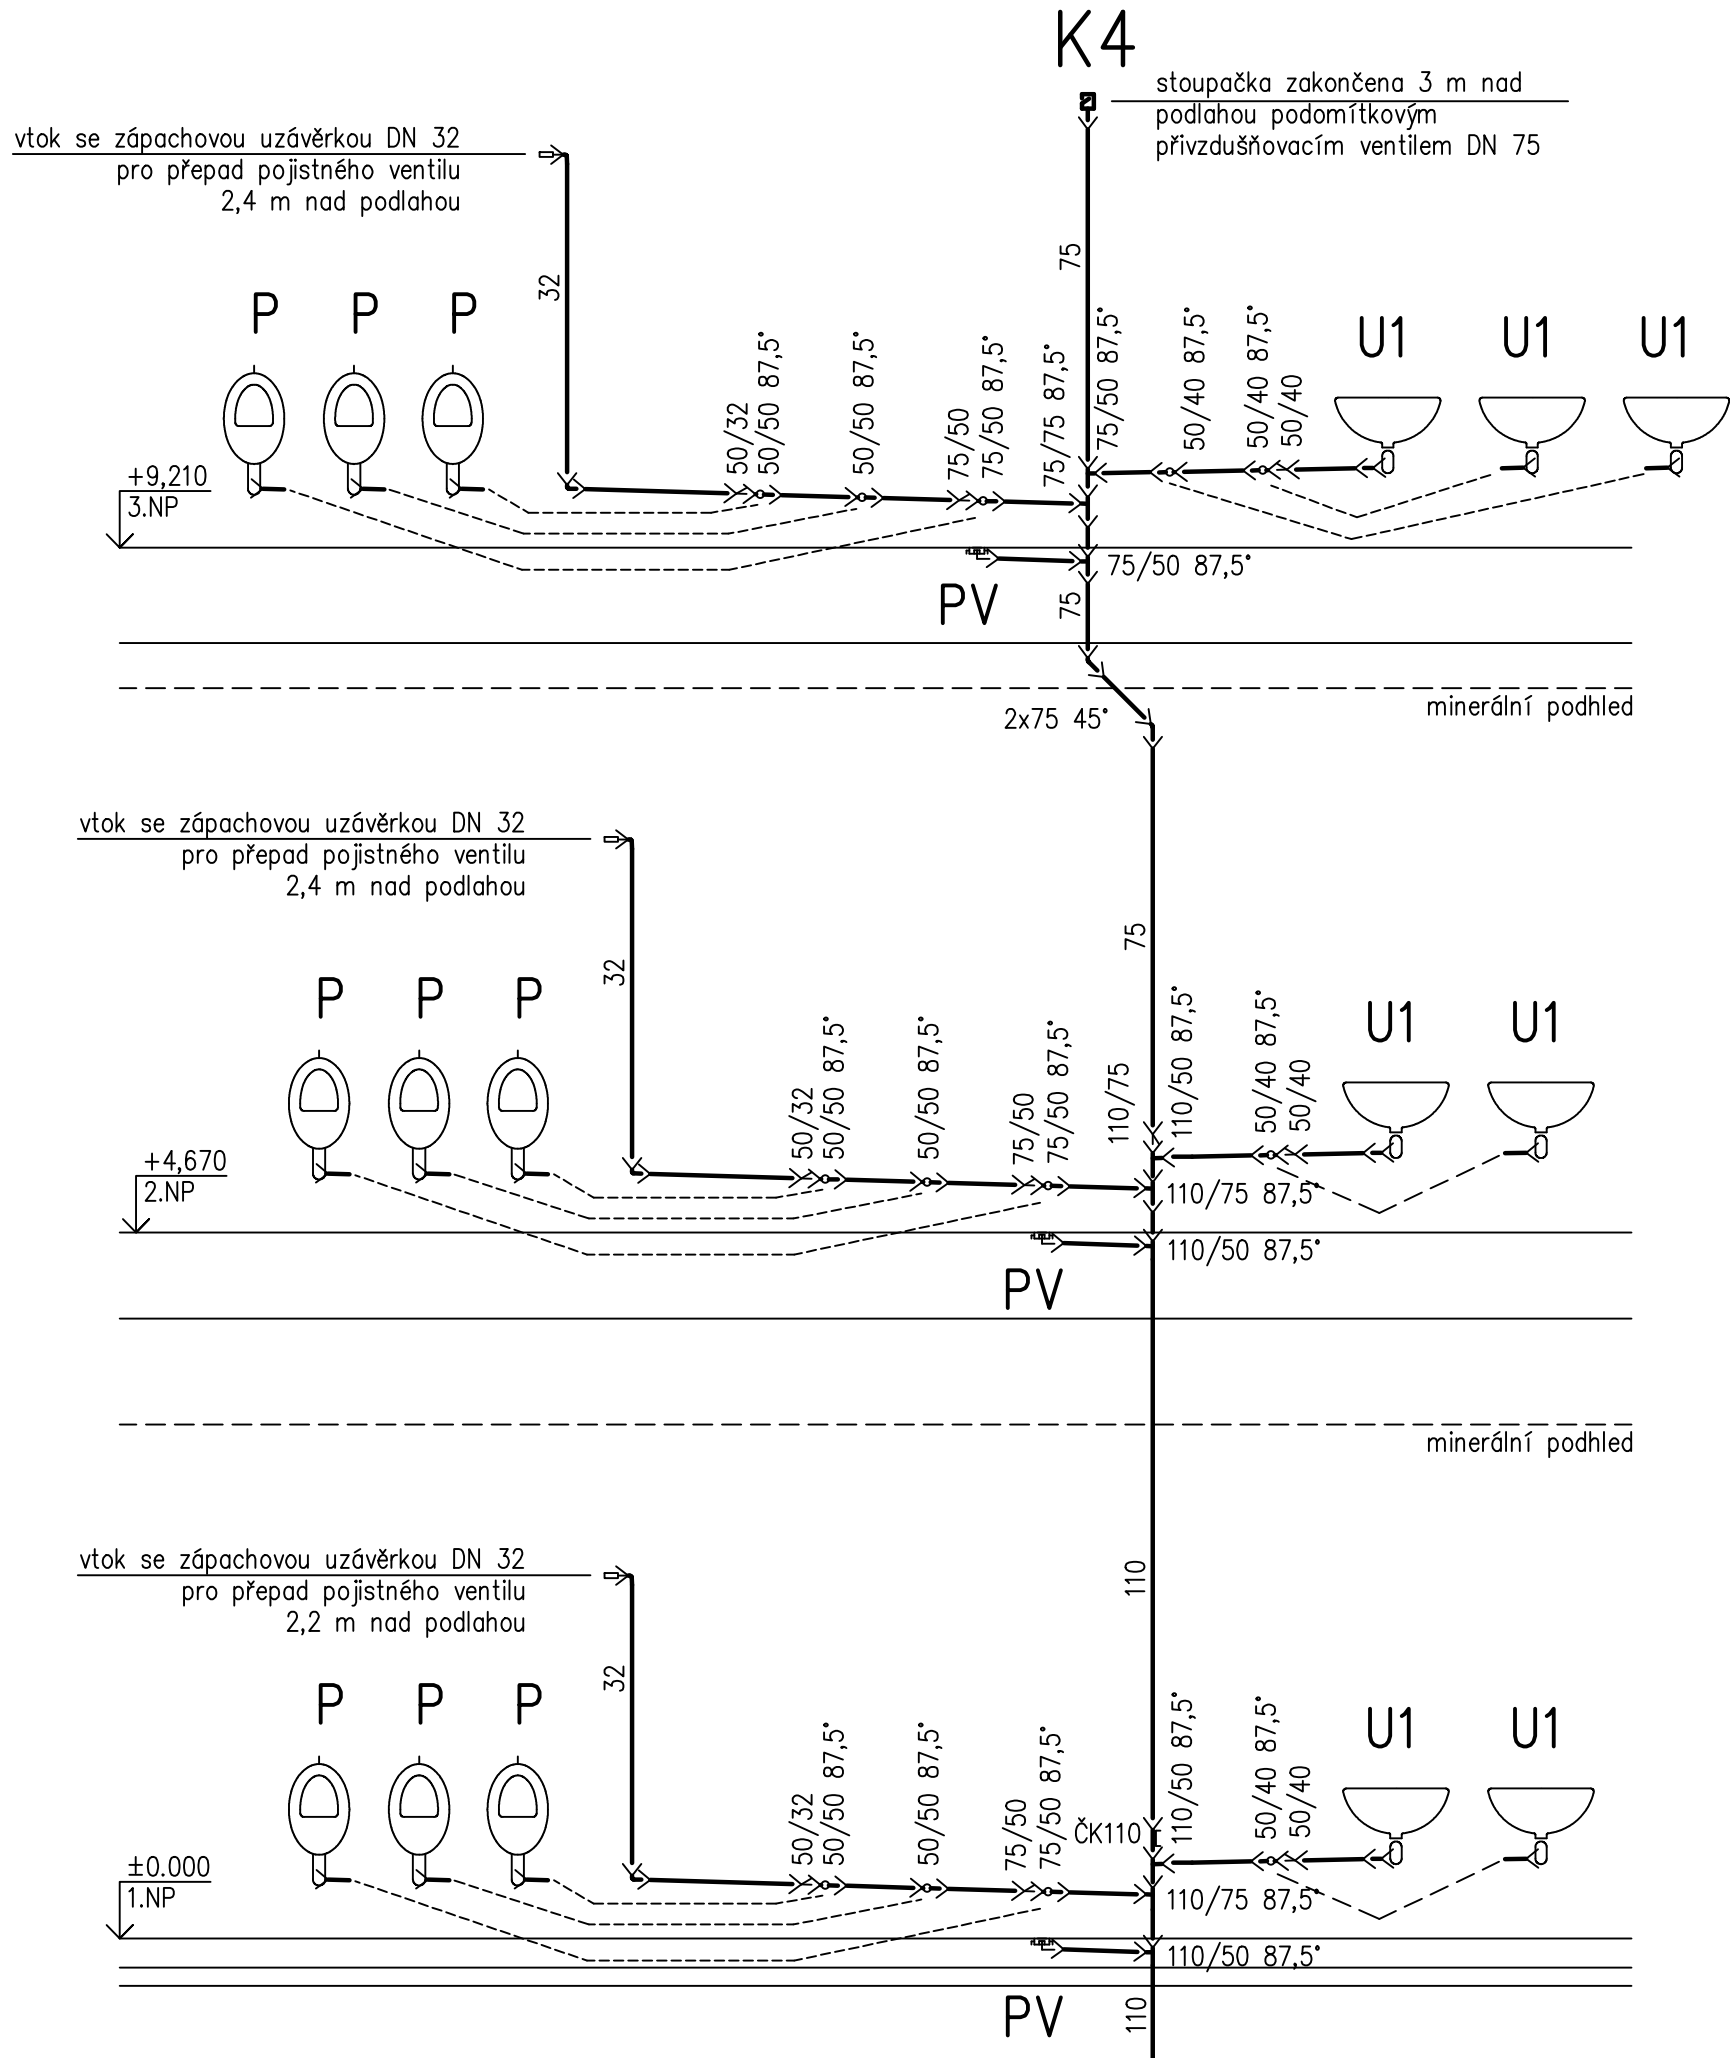 K4
stoupačka zakončena 3 m nad
podlahou podomítkovým
přivzdušňovacím ventilem DN 75
vtok se zápachovou uzávěrkou DN 32
pro přepad pojistného ventilu
2,4 m nad podlahou
75
32
P
P
P
50/32
50/50 87,5°
50/50 87,5°
75/50
75/50 87,5°
75/75 87,5°
75/50 87,5°
50/40 87,5°
50/40 87,5°
50/40
U1
U1
U1
+9,210
3.NP
75/50 87,5°
PV
75
2x75 45°
minerální podhled
vtok se zápachovou uzávěrkou DN 32
pro přepad pojistného ventilu
2,4 m nad podlahou
75
32
P
P
P
50/32
50/50 87,5°
50/50 87,5°
75/50
75/50 87,5°
110/75
110/50 87,5°
50/40 87,5°
50/40
U1
U1
+4,670
2.NP
110/75 87,5°
110/50 87,5°
PV
minerální podhled
vtok se zápachovou uzávěrkou DN 32
pro přepad pojistného ventilu
2,2 m nad podlahou
110
32
P
P
P
50/32
50/50 87,5°
50/50 87,5°
75/50
75/50 87,5°
ČK110
110/50 87,5°
50/40 87,5°
50/40
U1
U1
±0.000
1.NP
110/75 87,5°
110/50 87,5°
PV
110